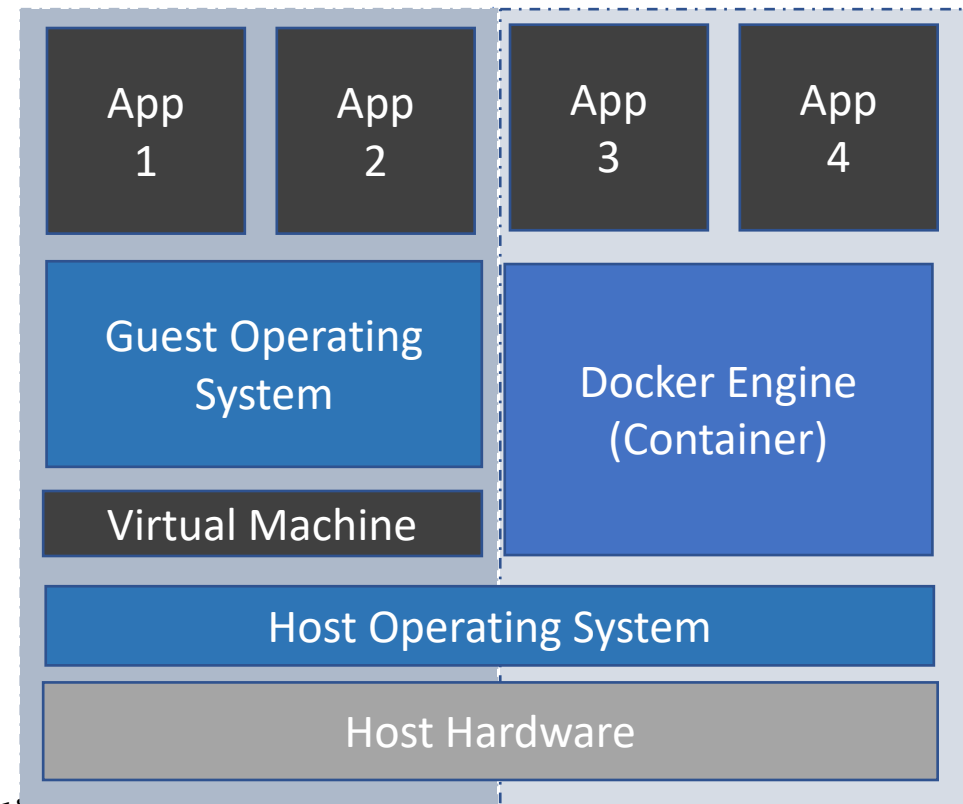 App
1
App
2
App
3
App
4
Guest Operating
System
Docker Engine
(Container)
Virtual Machine
Host Operating System
Host Hardware